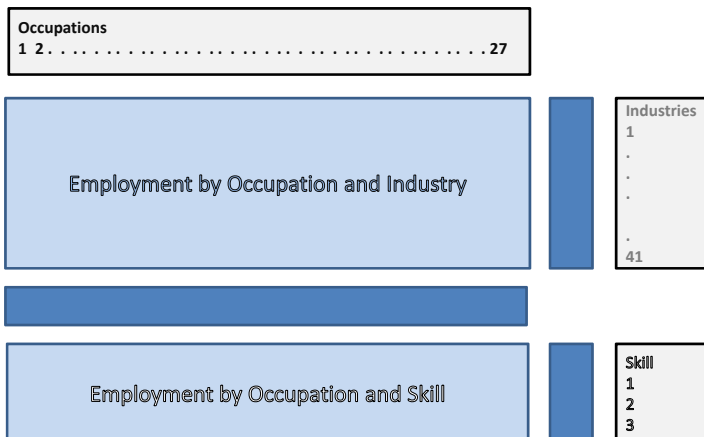 Occupations
1 2 . . . . . . . . . . . . . . . . . . . . . . . . . . . . . . . . . . . . . . . . 27
Industries
1
.
.
.
.
41
Employment by Occupation and Industry
Employment by Occupation and Skill
Skill
1
2
3